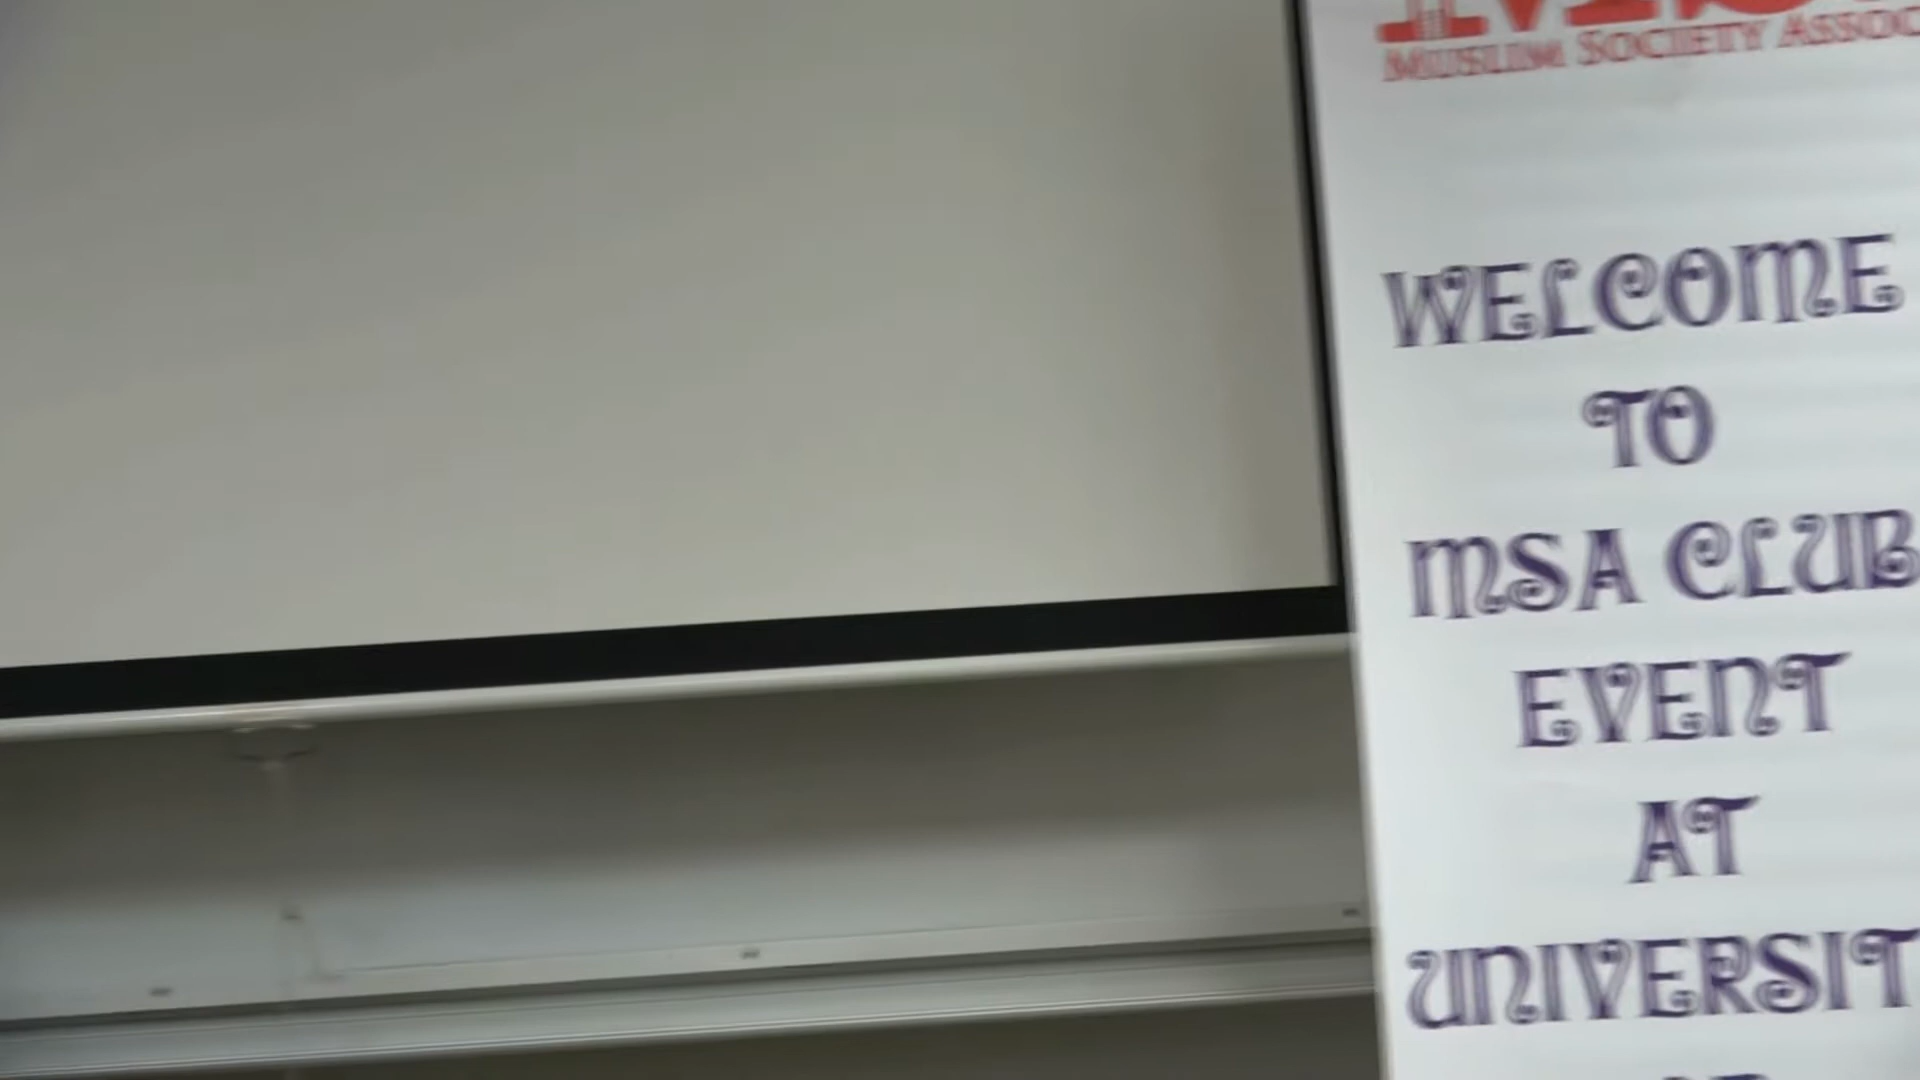 MUSLIM SOCIETY ASSOC
WELCOME
TO
MSA CLUB
EVENT
AT
UNIVERSIT